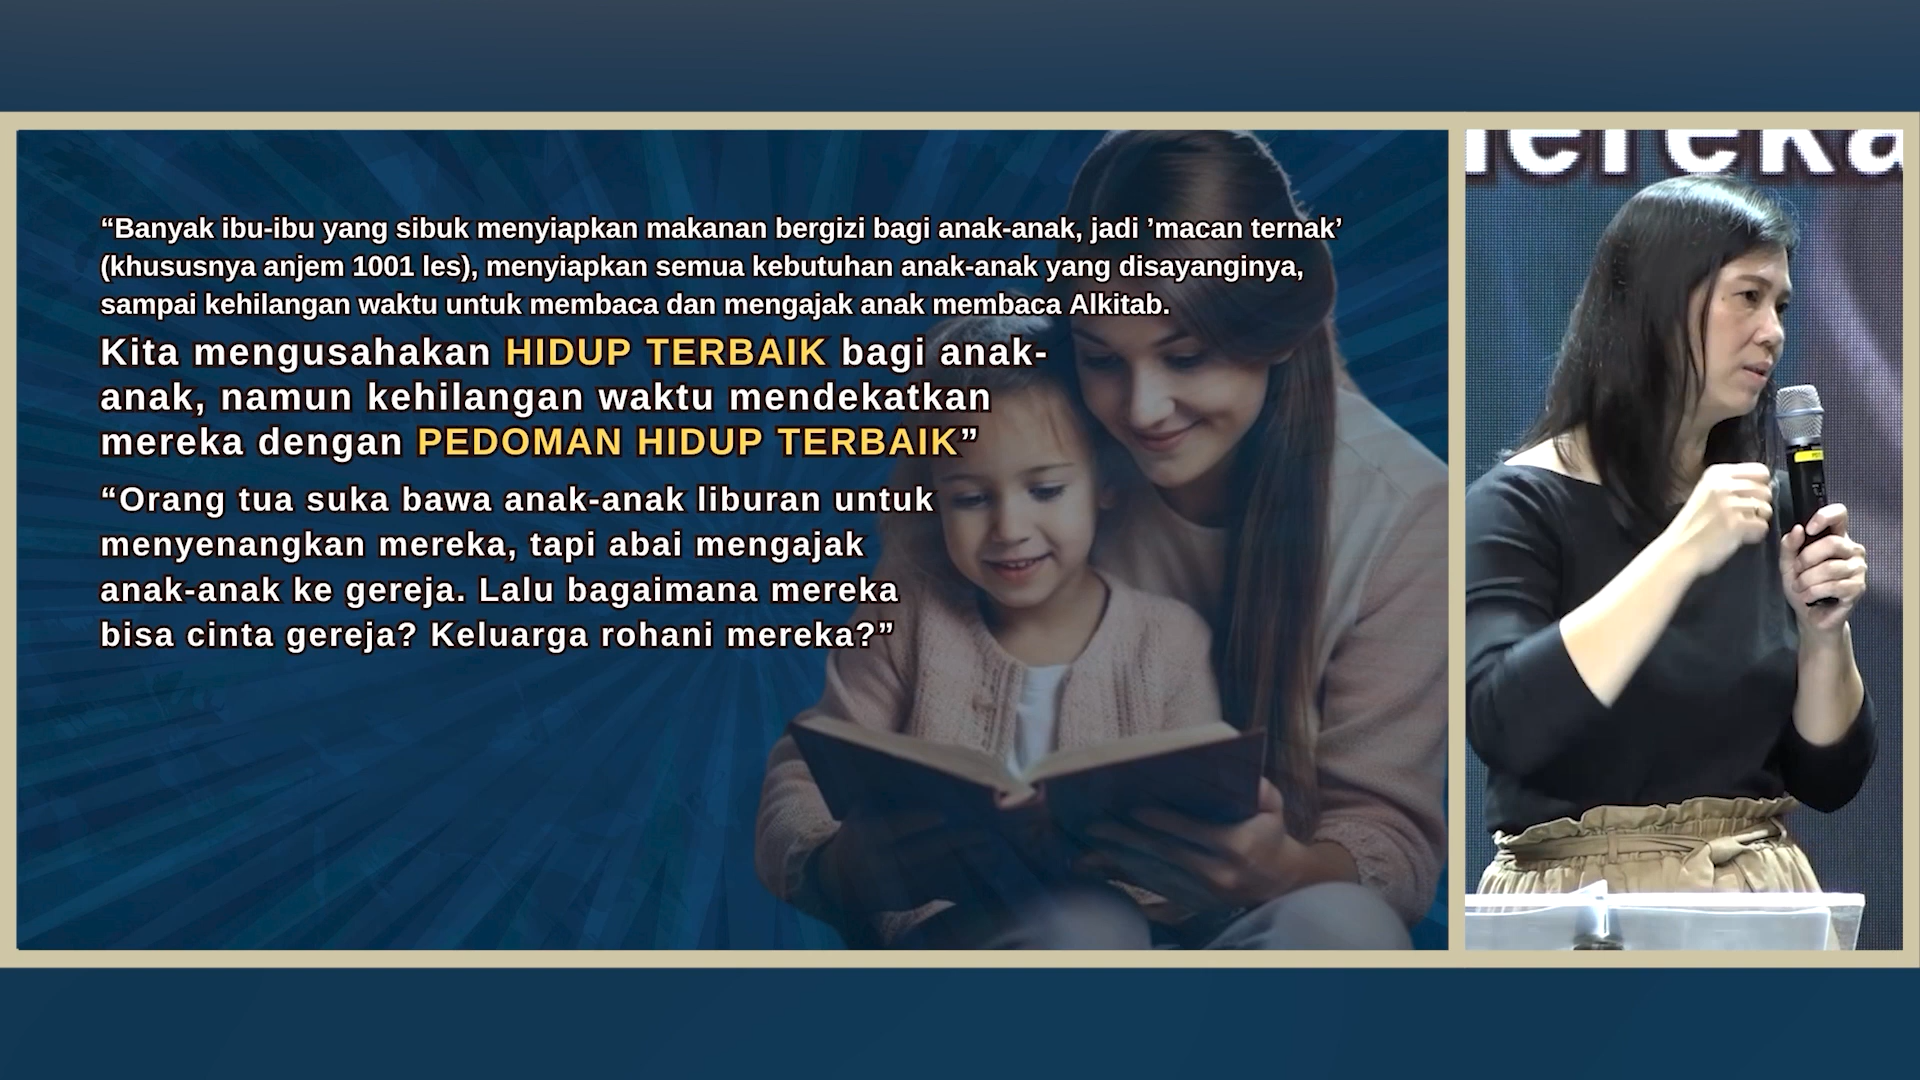 “Banyak ibu-ibu yang sibuk menyiapkan makanan bergizi bagi anak-anak, jadi ’macan ternak’
(khususnya anjem 1001 les), menyiapkan semua kebutuhan anak-anak yang disayanginya,
sampai kehilangan waktu untuk membaca dan mengajak anak membaca Alkitab.
Kita mengusahakan HIDUP TERBAIK bagi anak-
anak, namun kehilangan waktu mendekatkan
mereka dengan PEDOMAN HIDUP TERBAIK”
“Orang tua suka bawa anak-anak liburan untuk
menyenangkan mereka, tapi abai mengajak
anak-anak ke gereja. Lalu bagaimana mereka
bisa cinta gereja? Keluarga rohani mereka?”
mereka